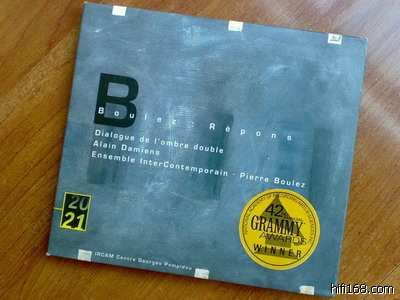 B
Boulez : Répons
Dialogue de l'ombre double
Alain Damiens
Ensemble InterContemporain - Pierre Boulez
20
21
42
GRAMMY
AWARDS
WINNER
IRCAM Centre Georges Pompidou
hifi168.com